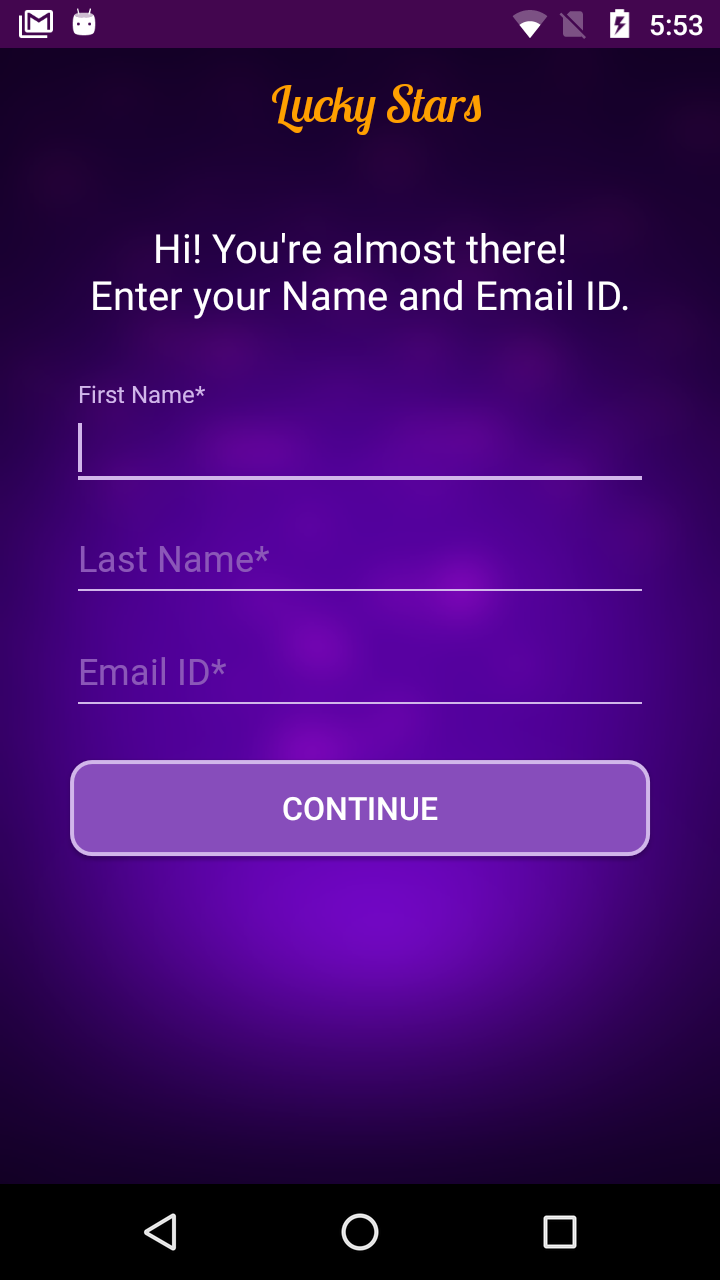 5:53
Lucky Stars
Hi! You're almost there!
Enter your Name and Email ID.
First Name*
Last Name*
Email ID*
CONTINUE